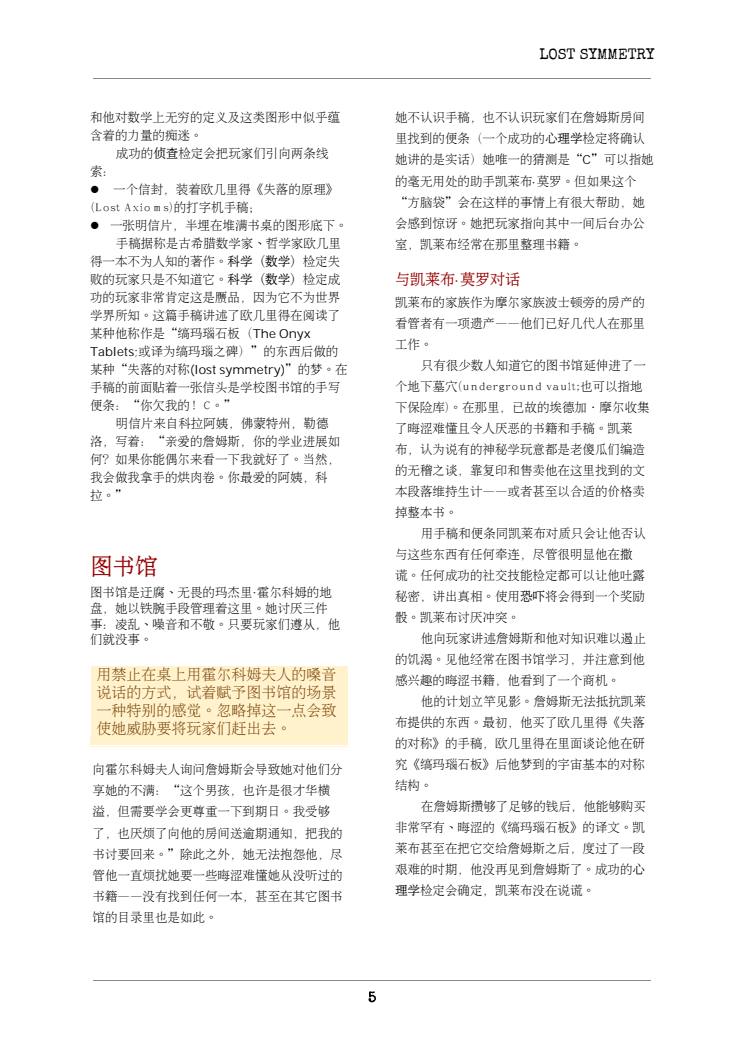 LOST SYMMETRY
和他对数学上无穷的定义及这类图形中似乎蕴
含着的力量的痴迷。
成功的侦查检定会把玩家们引向两条线
索：
● 一个信封，装着欧几里得《失落的原理》
(Lost Axioms)的打字机手稿；
● 一张明信片，半埋在堆满书桌的图形底下。
手稿据称是古希腊数学家、哲学家欧几里
得一本不为人知的著作。科学（数学）检定失
败的玩家只是不知道它。科学（数学）检定成
功的玩家非常肯定这是赝品，因为它不为世界
学界所知。这篇手稿讲述了欧几里得在阅读了
某种他称作是“缟玛瑙石板（The Onyx
Tablets;或译为缟玛瑙之碑）”的东西后做的
某种“失落的对称(lost symmetry)”的梦。在
手稿的前面贴着一张信头是学校图书馆的手写
便条：“你欠我的！C。”
明信片来自科拉阿姨，佛蒙特州，勒德
洛，写着：“亲爱的詹姆斯，你的学业进展如
何？如果你能偶尔来看一下我就好了。当然，
我会做我拿手的烘肉卷。你最爱的阿姨，科
拉。”
图书馆
图书馆是迂腐、无畏的玛杰里·霍尔科姆的地
盘，她以铁腕手段管理着这里。她讨厌三件
事：凌乱、噪音和不敬。只要玩家们遵从，他
们就没事。
用禁止在桌上用霍尔科姆夫人的嗓音
说话的方式，试着赋予图书馆的场景
一种特别的感觉。忽略掉这一点会致
使她威胁要将玩家们赶出去。
向霍尔科姆夫人询问詹姆斯会导致她对他们分
享她的不满：“这个男孩，也许是很才华横
溢，但需要学会更尊重一下到期日。我受够
了，也厌烦了向他的房间送逾期通知，把我的
书讨要回来。”除此之外，她无法抱怨他，尽
管他一直烦扰她要一些晦涩难懂她从没听过的
书籍——没有找到任何一本，甚至在其它图书
馆的目录里也是如此。
她不认识手稿，也不认识玩家们在詹姆斯房间
里找到的便条（一个成功的心理学检定将确认
她讲的是实话）她唯一的猜测是“C”可以指她
的毫无用处的助手凯莱布·莫罗。但如果这个
“方脑袋”会在这样的事情上有很大帮助，她
会感到惊讶。她把玩家指向其中一间后台办公
室，凯莱布经常在那里整理书籍。
与凯莱布·莫罗对话
凯莱布的家族作为摩尔家族波士顿旁的房产的
看管者有一项遗产——他们已好几代人在那里
工作。
只有很少数人知道它的图书馆延伸进了一
个地下墓穴(underground vault;也可以指地
下保险库)。在那里，已故的埃德加·摩尔收集
了晦涩难懂且令人厌恶的书籍和手稿。凯莱
布，认为说有的神秘学玩意都是老傻瓜们编造
的无稽之谈，靠复印和售卖他在这里找到的文
本段落维持生计——或者甚至以合适的价格卖
掉整本书。
用手稿和便条同凯莱布对质只会让他否认
与这些东西有任何牵连，尽管很明显他在撒
谎。任何成功的社交技能检定都可以让他吐露
秘密，讲出真相。使用恐吓将会得到一个奖励
骰。凯莱布讨厌冲突。
他向玩家讲述詹姆斯和他对知识难以遏止
的饥渴。见他经常在图书馆学习，并注意到他
感兴趣的晦涩书籍，他看到了一个商机。
他的计划立竿见影。詹姆斯无法抵抗凯莱
布提供的东西。最初，他买了欧几里得《失落
的对称》的手稿，欧几里得在里面谈论他在研
究《缟玛瑙石板》后他梦到的宇宙基本的对称
结构。
在詹姆斯攒够了足够的钱后，他能够购买
非常罕有、晦涩的《缟玛瑙石板》的译文。凯
莱布甚至在把它交给詹姆斯之后，度过了一段
艰难的时期，他没再见到詹姆斯了。成功的心
理学检定会确定，凯莱布没在说谎。
5